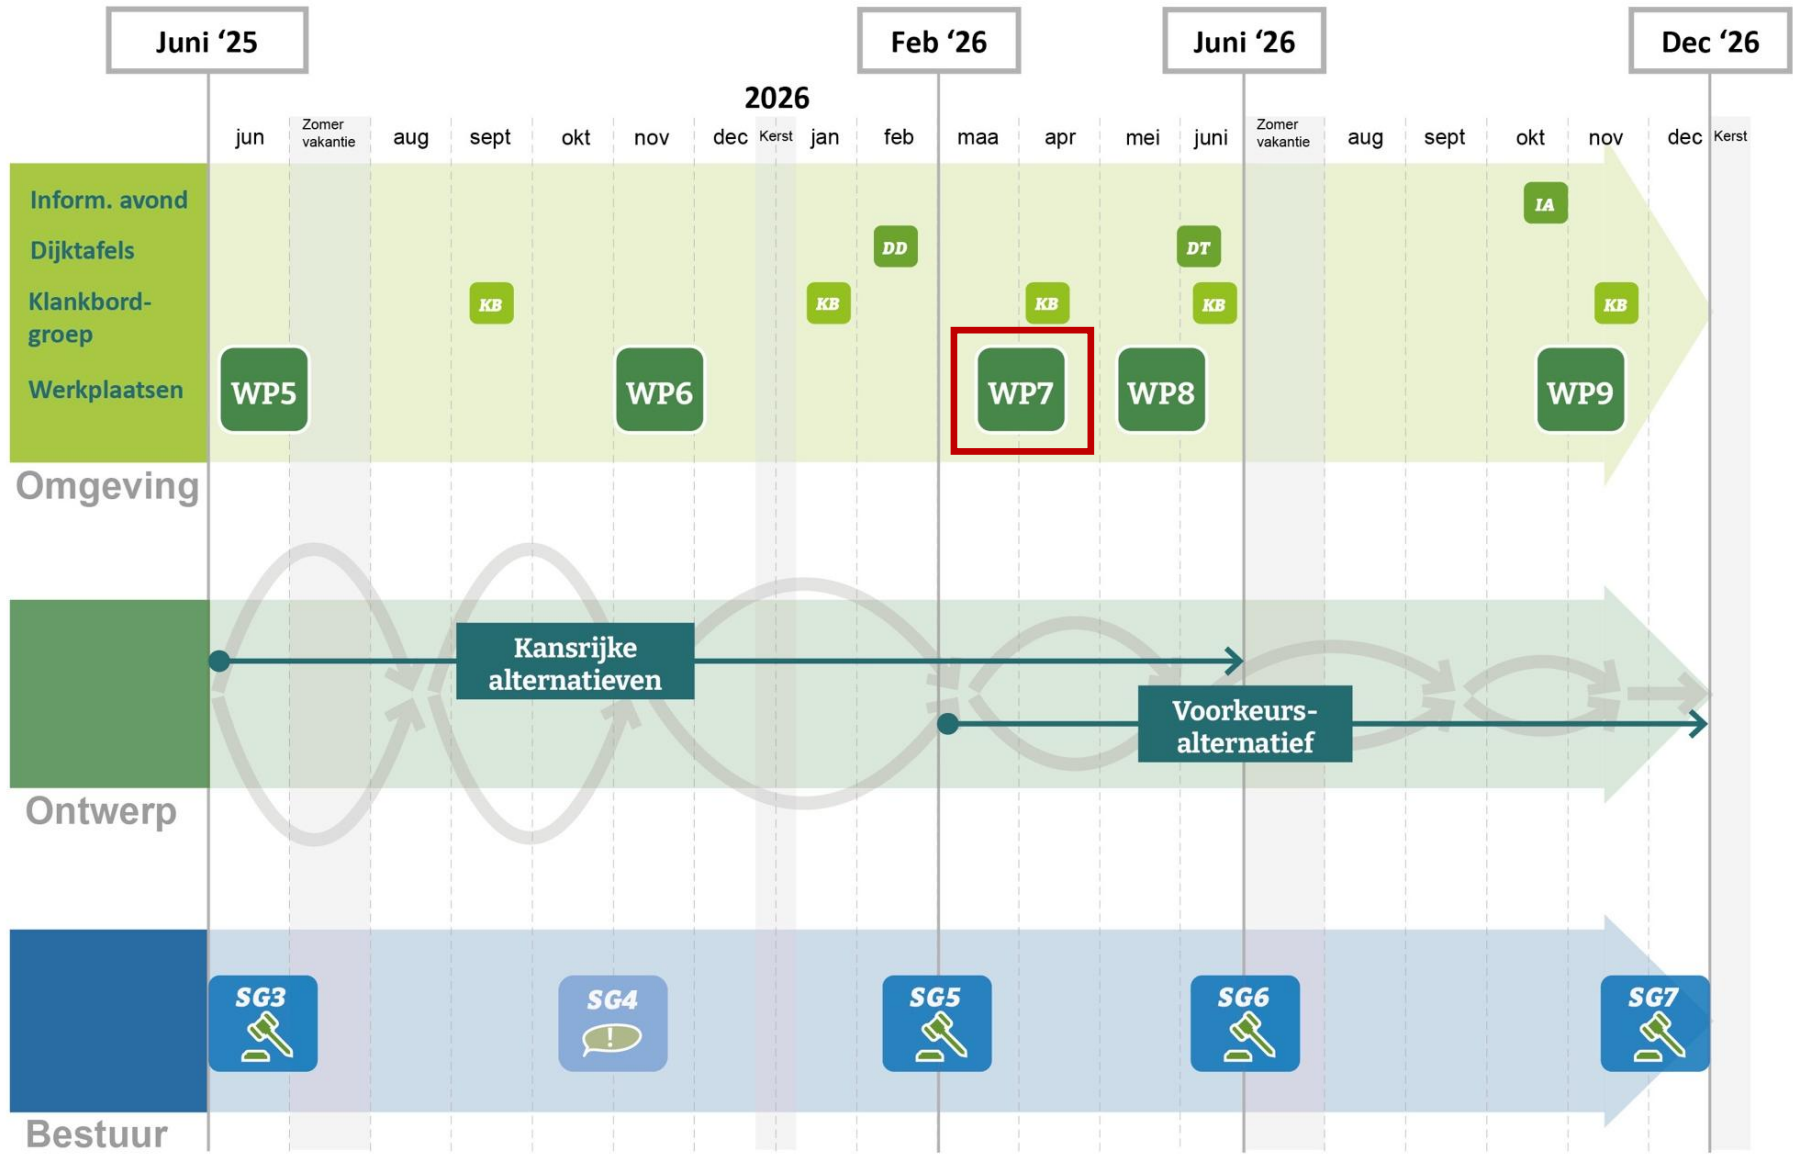 Juni ‘25
Feb ‘26
Juni ‘26
Dec ‘26
2026
jun
Zomer
vakantie
aug
sept
okt
nov
dec
Kerst
jan
feb
maa
apr
mei
juni
Zomer
vakantie
aug
sept
okt
nov
dec
Kerst
Inform. avond
IA
Dijktafels
DD
DT
Klankbord-
groep
KB
KB
KB
KB
KB
Werkplaatsen
WP5
WP6
WP7
WP8
WP9
Omgeving
Kansrijke
alternatieven
Voorkeurs-
alternatief
Ontwerp
SG3
SG4
!
SG5
SG6
SG7
Bestuur